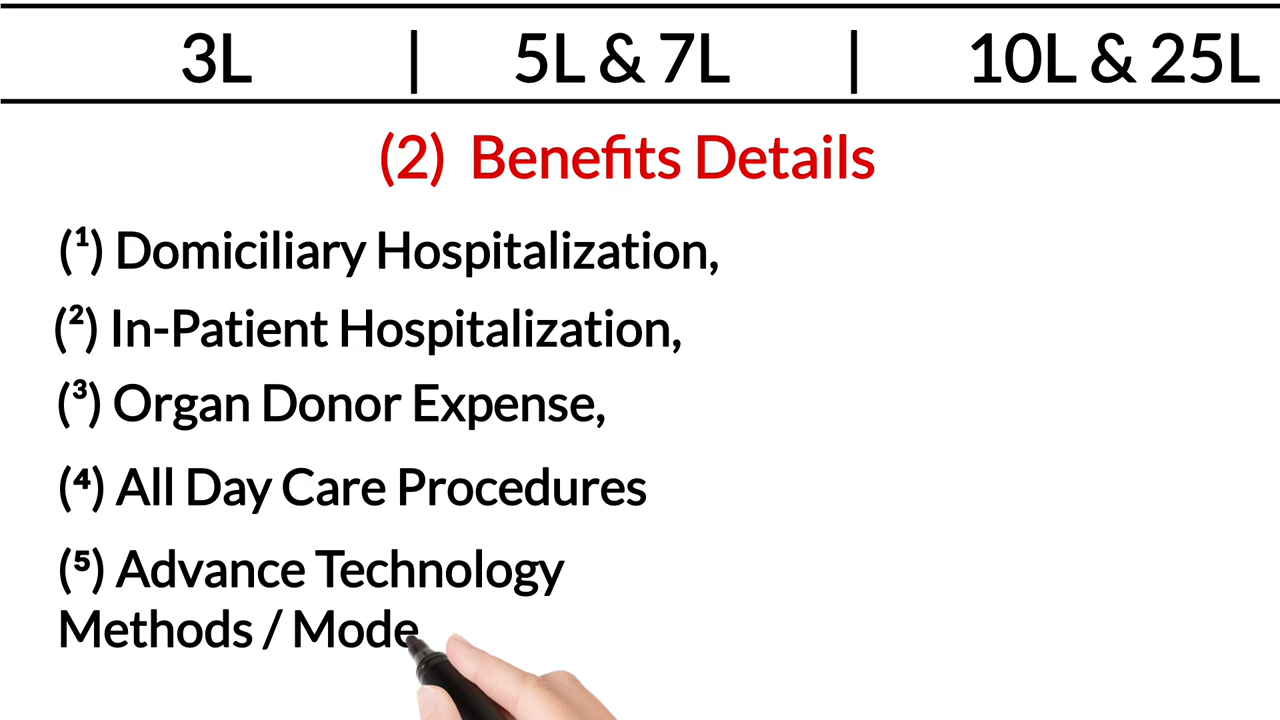 3L | 5L & 7L | 10L & 25L
(2) Benefits Details
(¹) Domiciliary Hospitalization,
(²) In-Patient Hospitalization,
(³) Organ Donor Expense,
(⁴) All Day Care Procedures
(⁵) Advance Technology
Methods / Mode